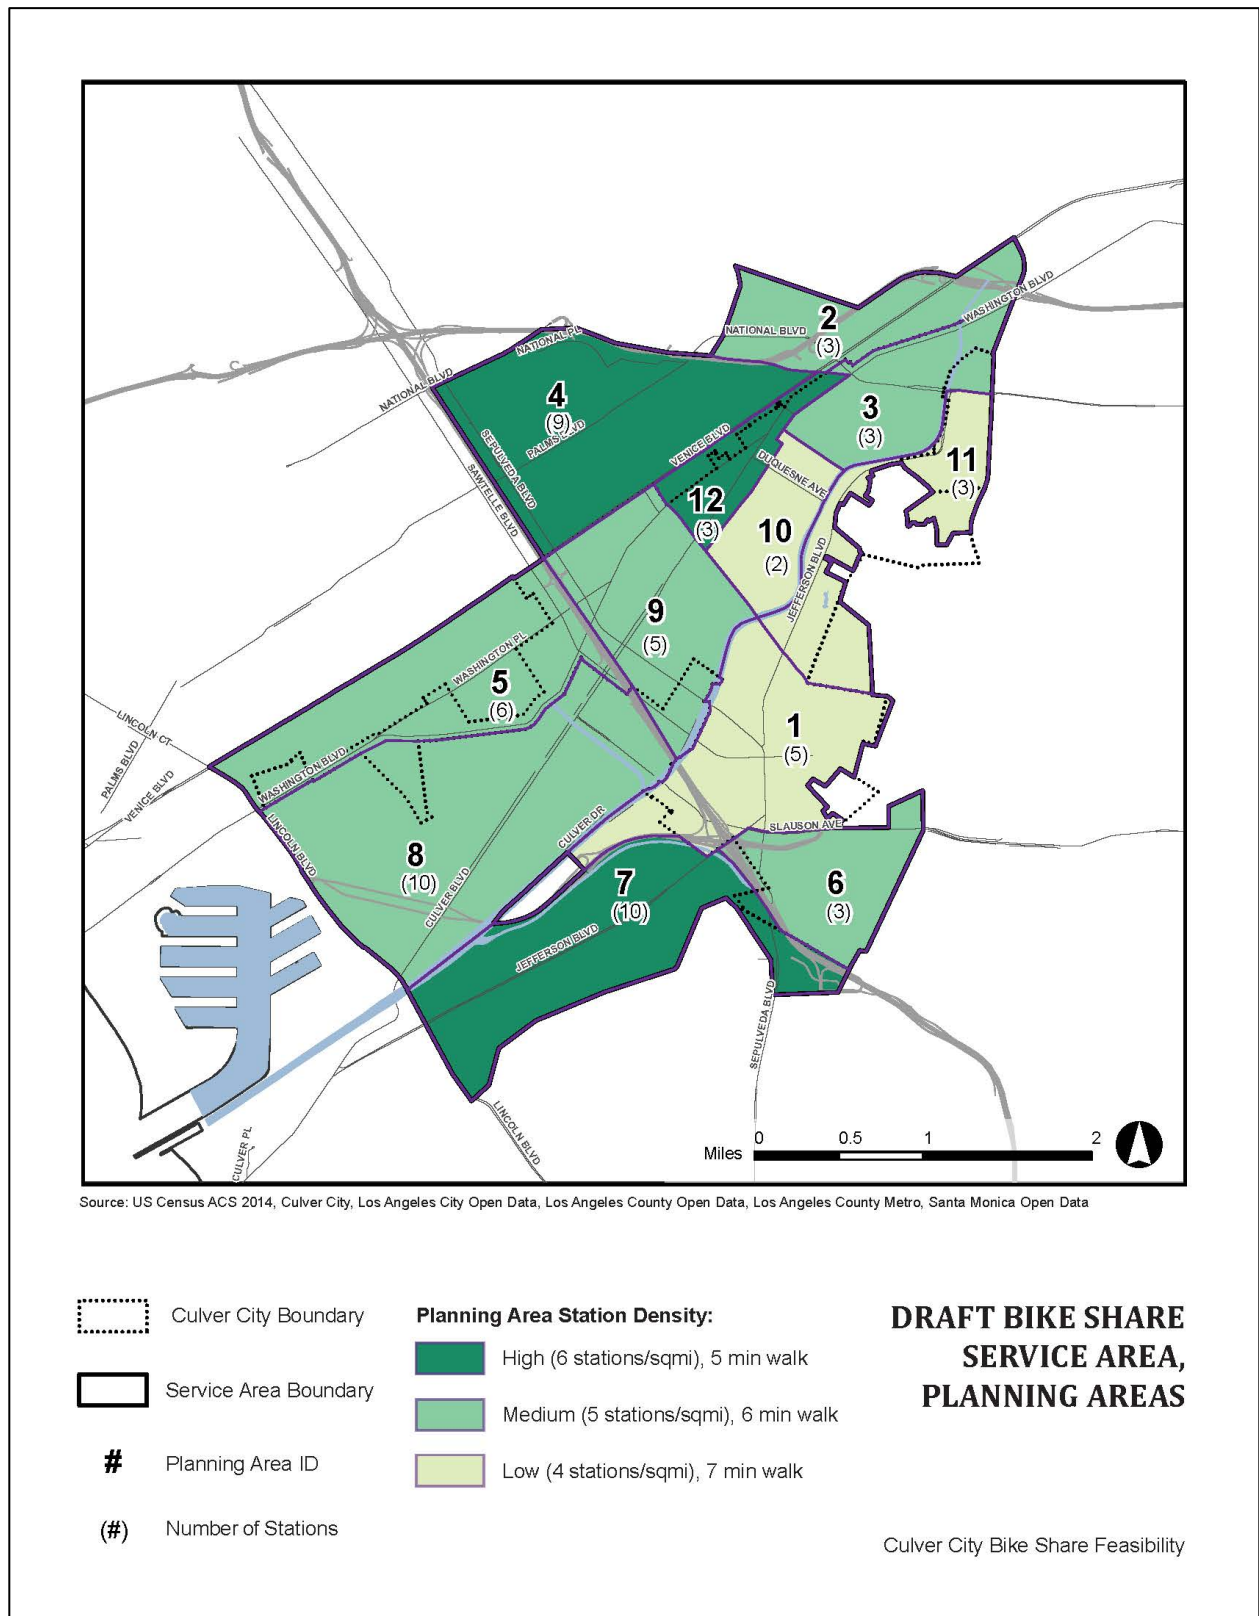 2
(3)
NATIONAL BLVD
WASHINGTON BLVD
NATIONAL PL
NATIONAL BLVD
4
(9)
PALMS BLVD
3
(3)
SEPULVEDA BLVD
SAWTELLE BLVD
VENICE BLVD
DUQUESNE AVE
11
(3)
12
(3)
10
(2)
JEFFERSON BLVD
9
(5)
WASHINGTON PL
5
(6)
LINCOLN CT
PALMS BLVD
VENICE BLVD
WASHINGTON BLVD
1
(5)
LINCOLN BLVD
CULVER DR
SLAUSON AVE
8
(10)
CULVER BLVD
7
(10)
6
(3)
JEFFERSON BLVD
SEPULVEDA BLVD
LINCOLN BLVD
CULVER PL
Miles
0 0.5 1 2
Source: US Census ACS 2014, Culver City, Los Angeles City Open Data, Los Angeles County Open Data, Los Angeles County Metro, Santa Monica Open Data
Culver City Boundary
Service Area Boundary
# Planning Area ID
(#) Number of Stations
Planning Area Station Density:
High (6 stations/sqmi), 5 min walk
Medium (5 stations/sqmi), 6 min walk
Low (4 stations/sqmi), 7 min walk
DRAFT BIKE SHARE
SERVICE AREA,
PLANNING AREAS
Culver City Bike Share Feasibility